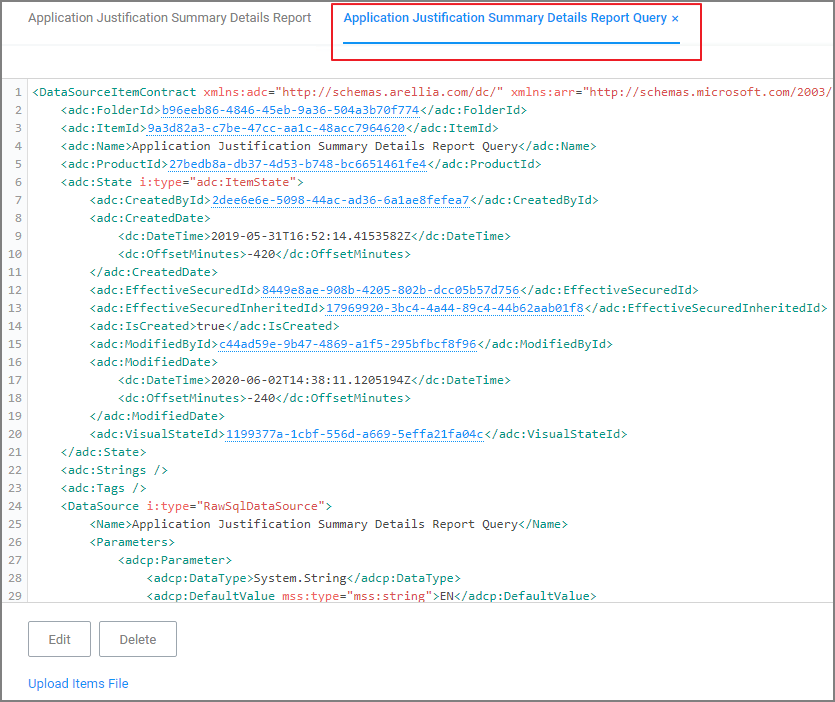 Application Justification Summary Details Report
Application Justification Summary Details Report Query ×
1 <DataSourceItemContract xmlns:adc="http://schemas.arellia.com/dc/" xmlns:arr="http://schemas.microsoft.com/2003/
2 <adc:FolderId>b96eeb86-4846-45eb-9a36-504a3b70f774</adc:FolderId>
3 <adc:ItemId>9a3d82a3-c7be-47cc-aa1c-48acc7964620</adc:ItemId>
4 <adc:Name>Application Justification Summary Details Report Query</adc:Name>
5 <adc:ProductId>27bedb8a-db37-4d53-b748-bc6651461fe4</adc:ProductId>
6 <adc:State i:type="adc:ItemState">
7 <adc:CreatedById>2dee6e6e-5098-44ac-ad36-6a1ae8fefea7</adc:CreatedById>
8 <adc:CreatedDate>
9 <dc:DateTime>2019-05-31T16:52:14.4153582Z</dc:DateTime>
10 <dc:OffsetMinutes>-420</dc:OffsetMinutes>
11 </adc:CreatedDate>
12 <adc:EffectiveSecuredId>8449e8ae-908b-4205-802b-dcc05b57d756</adc:EffectiveSecuredId>
13 <adc:EffectiveSecuredInheritedId>17969920-3bc4-4a44-89c4-44b62aab01f8</adc:EffectiveSecuredInheritedId>
14 <adc:IsCreated>true</adc:IsCreated>
15 <adc:ModifiedById>c44ad59e-9b47-4869-a1f5-295bfbcf8f96</adc:ModifiedById>
16 <adc:ModifiedDate>
17 <dc:DateTime>2020-06-02T14:38:11.1205194Z</dc:DateTime>
18 <dc:OffsetMinutes>-240</dc:OffsetMinutes>
19 </adc:ModifiedDate>
20 <adc:VisualStateId>1199377a-1cbf-556d-a669-5effa21fa04c</adc:VisualStateId>
21 </adc:State>
22 <adc:Strings />
23 <adc:Tags />
24 <DataSource i:type="RawSqlDataSource">
25 <Name>Application Justification Summary Details Report Query</Name>
26 <Parameters>
27 <adcp:Parameter>
28 <adcp:DataType>System.String</adcp:DataType>
29 <adcp:DefaultValue mss:type="mss:string">EN</adcp:DefaultValue>
Edit
Delete
Upload Items File